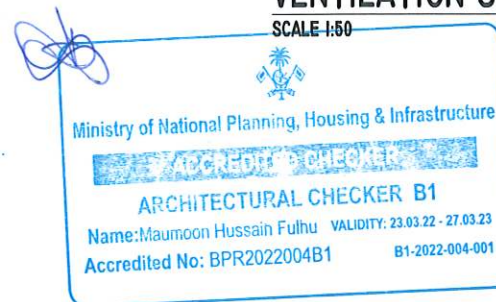 SCALE 1:50
Ministry of National Planning, Housing & Infrastructure
ACCREDITED CHECKER
ARCHITECTURAL CHECKER B1
Name:Maumoon Hussain Fulhu VALIDITY: 23.03.22 - 27.03.23
Accredited No: BPR2022004B1 B1-2022-004-001